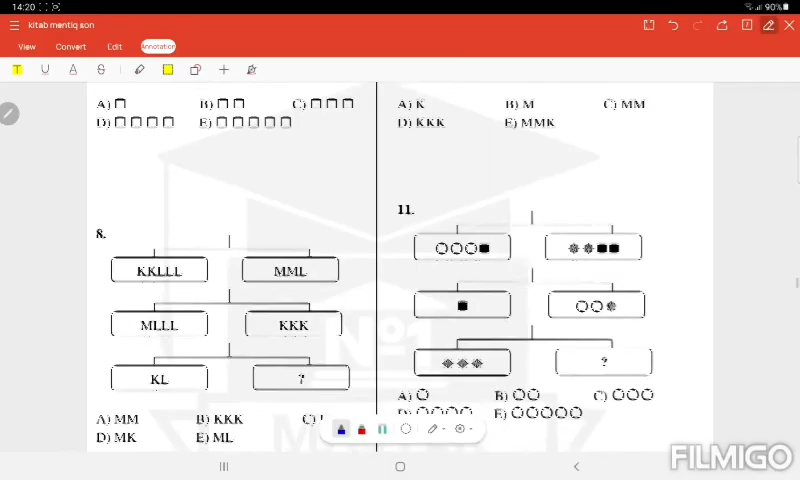 14:20
90%
kitab mentiq son
View Convert Edit Annotation
A) B) C)
D) E)
8.
KKLLL MML
MLLL KKK
KL ?
A) MM B) KKK C)
D) MK E) ML
A) K B) M C) MM
D) KKK E) MMK
11.
?
A) B) C)
D) E)
№1
FILMIGO